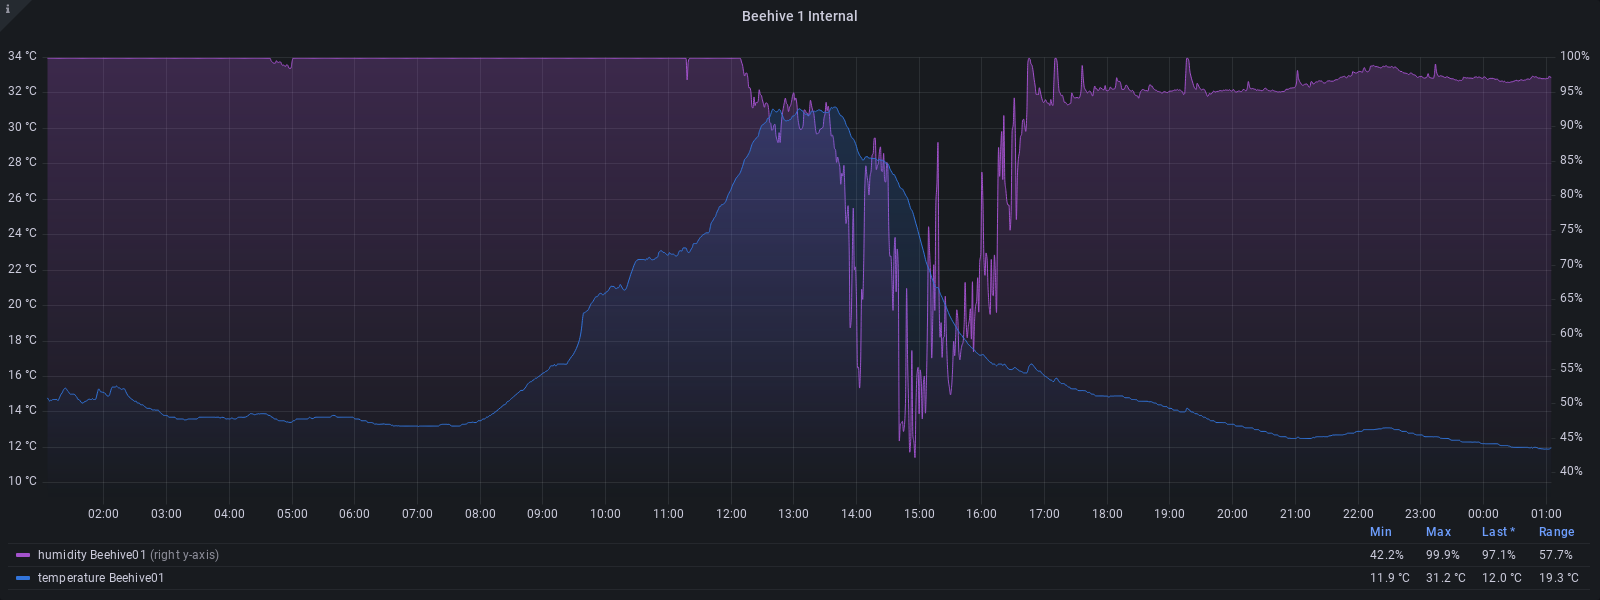 i
Beehive 1 Internal
34 °C 100%
32 °C 95%
30 °C 90%
28 °C 85%
26 °C 80%
24 °C 75%
22 °C 70%
20 °C 65%
18 °C 60%
16 °C 55%
14 °C 50%
12 °C 45%
10 °C 40%
02:00 03:00 04:00 05:00 06:00 07:00 08:00 09:00 10:00 11:00 12:00 13:00 14:00 15:00 16:00 17:00 18:00 19:00 20:00 21:00 22:00 23:00 00:00 01:00
Min Max Last * Range
humidity Beehive01 (right y-axis) 42.2% 99.9% 97.1% 57.7%
temperature Beehive01 11.9 °C 31.2 °C 12.0 °C 19.3 °C